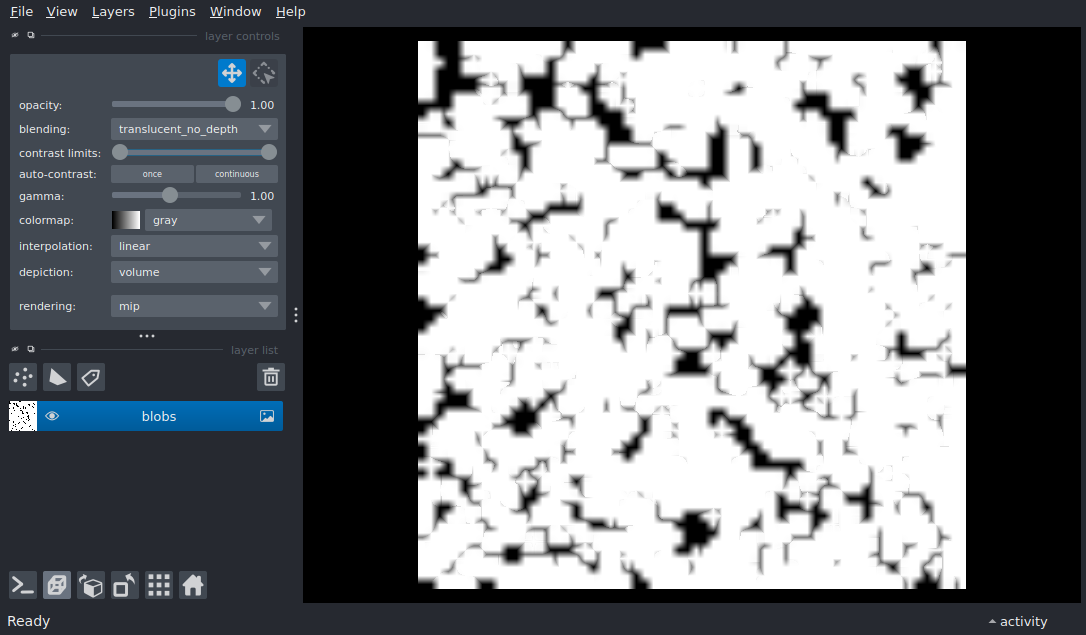 File View Layers Plugins Window Help
layer controls
opacity: 1.00
blending: translucent_no_depth
contrast limits:
auto-contrast: once continuous
gamma: 1.00
colormap: gray
interpolation: linear
depiction: volume
rendering: mip
layer list
blobs
Ready activity